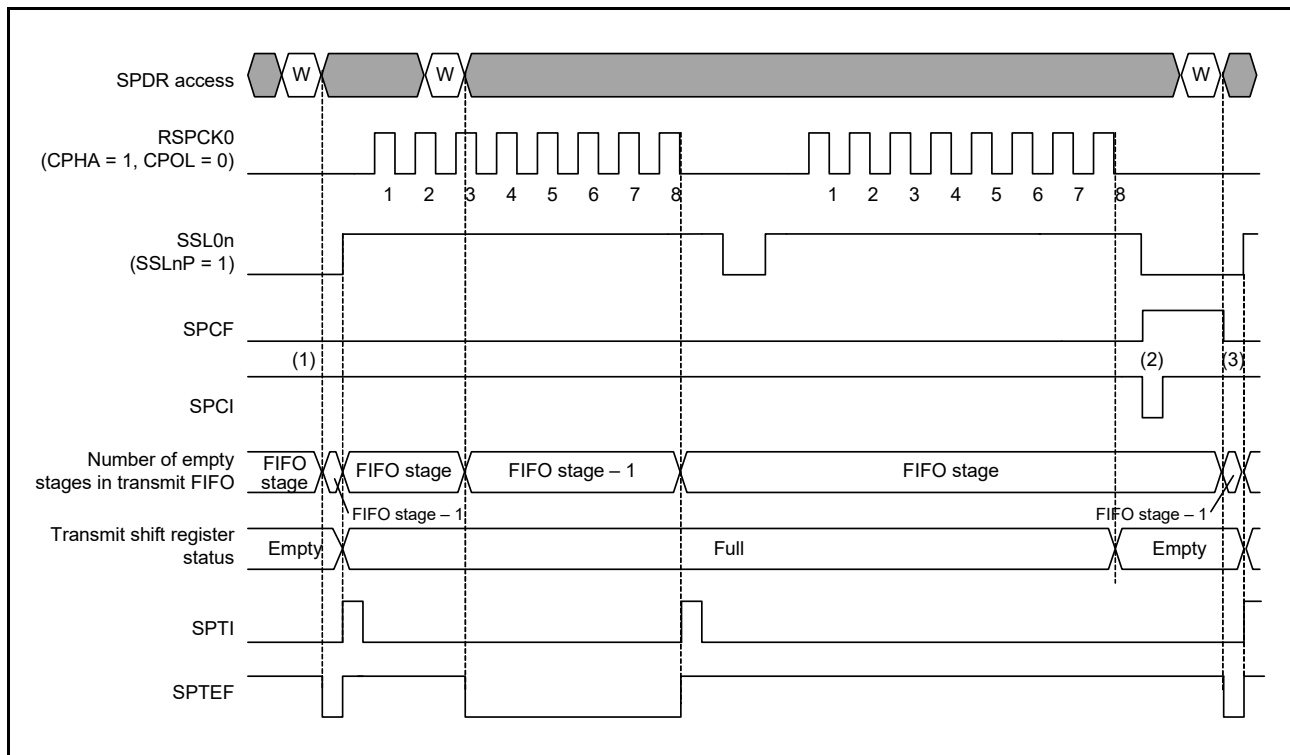 SPDR access
W
W
W
RSPCK0
(CPHA = 1, CPOL = 0)
1 2 3 4 5 6 7 8
1 2 3 4 5 6 7 8
SSL0n
(SSLnP = 1)
SPCF
(1)
(2)
(3)
SPCI
Number of empty
stages in transmit FIFO
FIFO
stage
FIFO stage
FIFO stage – 1
FIFO stage
FIFO stage – 1
FIFO stage – 1
Transmit shift register
status
Empty
Full
Empty
SPTI
SPTEF